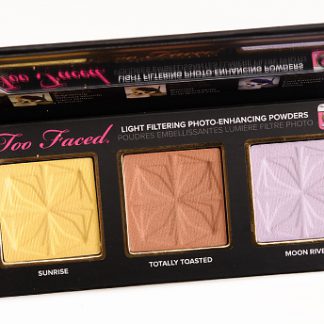 Too Faced.
LIGHT FILTERING PHOTO-ENHANCING POWDERS
Too Faced.
LIGHT FILTERING PHOTO-ENHANCING POWDERS
POUDRES EMBELLISSANTES LUMIERE FILTRE PHOTO
SUNRISE
TOTALLY TOASTED
MOON RIVE